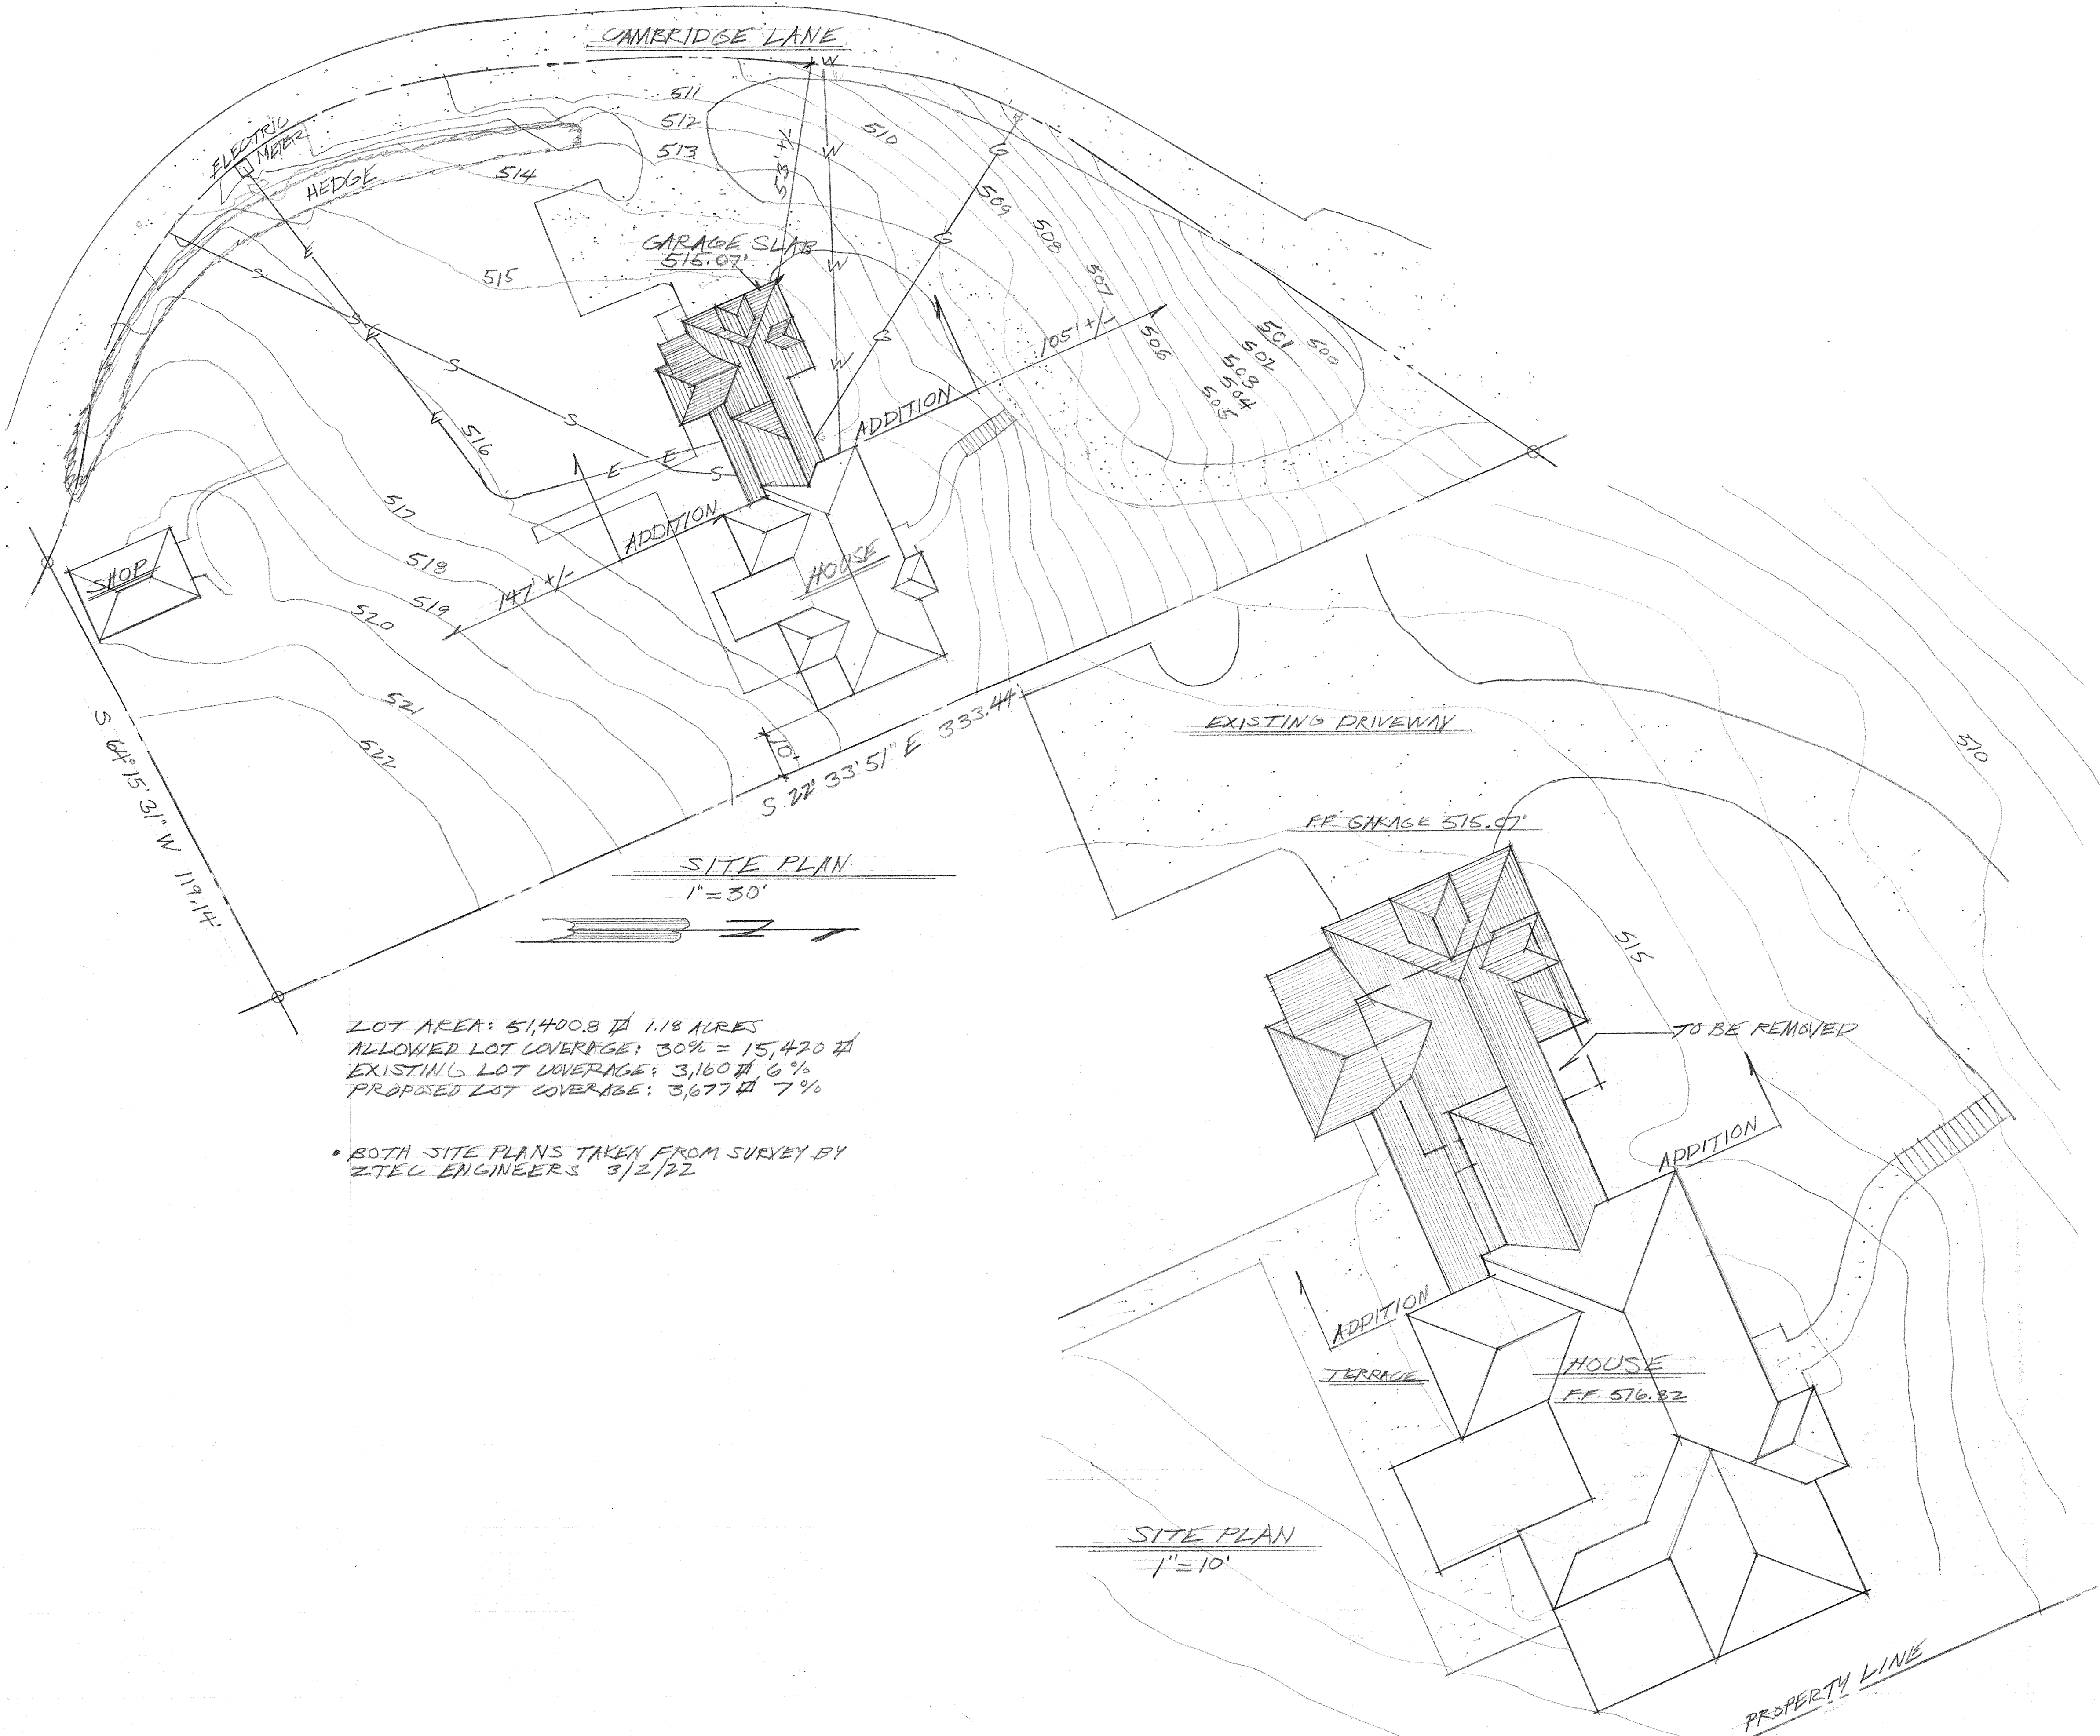 CAMBRIDGE LANE
W
511
512
513
514
510
53' +/-
W
G
ELECTRIC
METER
HEDGE
509
508
507
506
GARAGE SLAB
515.07'
515
E
S
W
G
501
502
503
504
505
500
105' +/-
S
E
S
W
G
ADDITION
E
516
S
E
E
S
517
ADDITION
518
SHOP
519
520
147' +/-
HOUSE
521
522
10'
S 22° 33' 51" E 333.44'
S 64° 15' 31" W 119.14'
SITE PLAN
1" = 30'
N
EXISTING DRIVEWAY
510
F.F. GARAGE 515.07'
515
TO BE REMOVED
ADDITION
LOT AREA: 51,400.8 ⏍ 1.18 ACRES
ALLOWED LOT COVERAGE: 30% = 15,420 ⏍
EXISTING LOT COVERAGE: 3,160 ⏍ 6%
PROPOSED LOT COVERAGE: 3,677 ⏍ 7%
• BOTH SITE PLANS TAKEN FROM SURVEY BY
ZTEC ENGINEERS 3/2/22
ADDITION
TERRACE
HOUSE
F.F. 516.82
SITE PLAN
1" = 10'
PROPERTY LINE